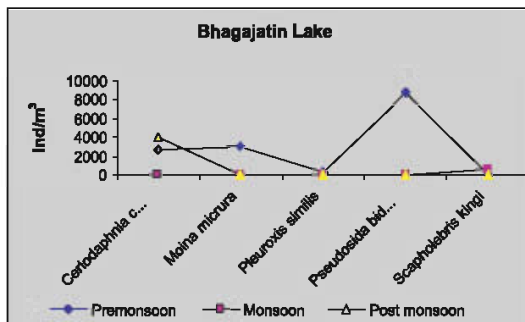 Bhagajatin Lake
Ind/m³
10000
8000
6000
4000
2000
0
Ceriodaphnia c...
Moina micrura
Pleuroxis similis
Pseudosida bid...
Scapholebris kingi
Premonsoon
Monsoon
Post monsoon